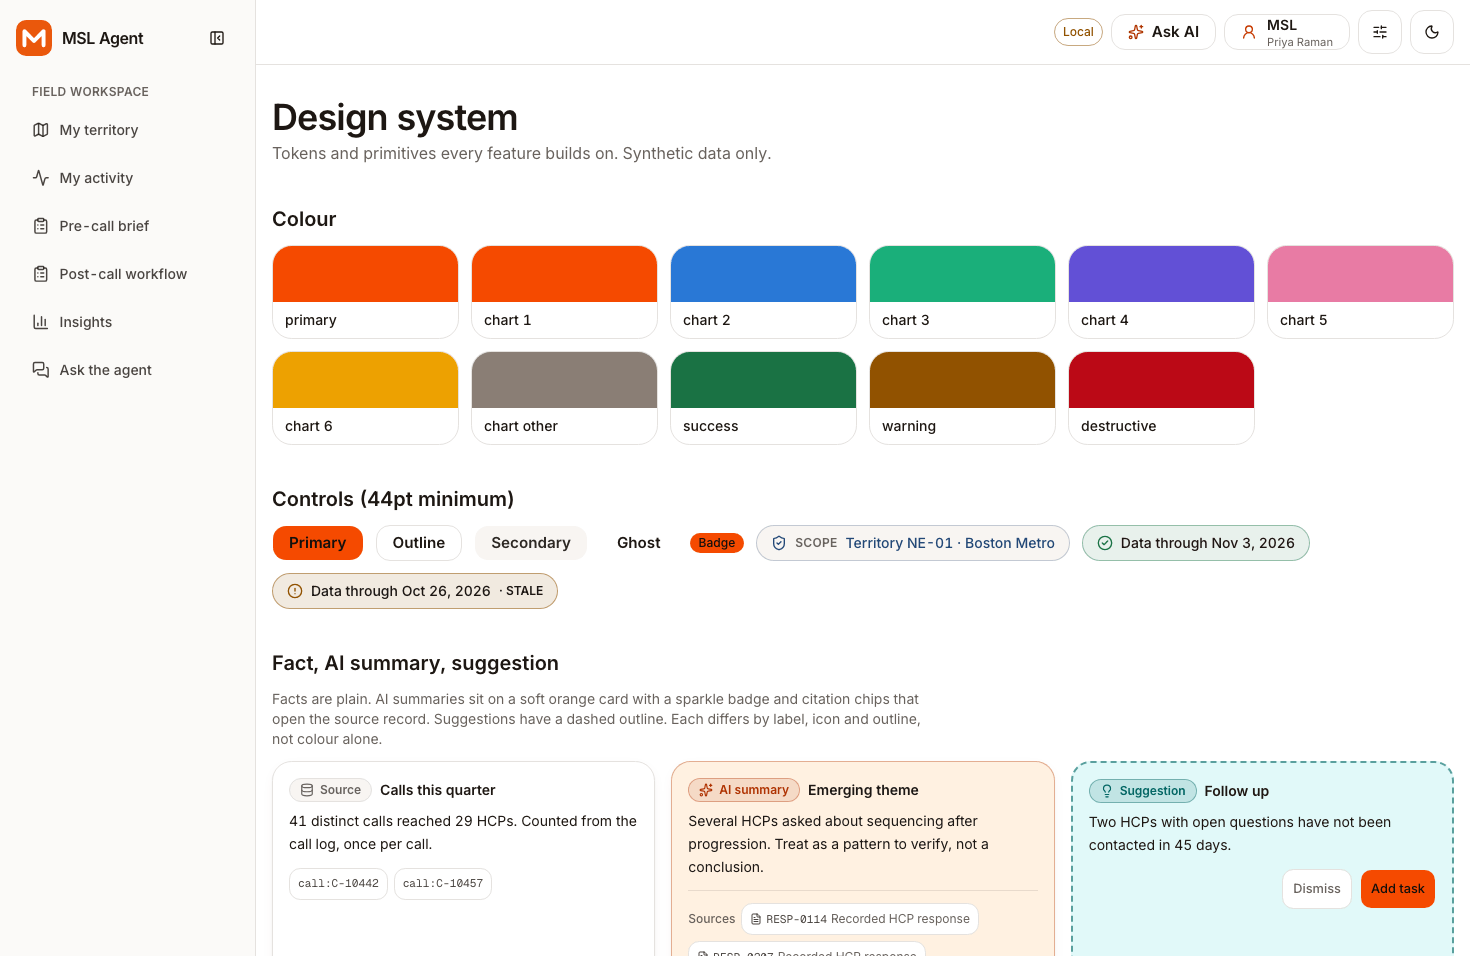 MSL Agent
Local
Ask AI
MSL
Priya Raman
FIELD WORKSPACE
My territory
My activity
Pre-call brief
Post-call workflow
Insights
Ask the agent
Design system
Tokens and primitives every feature builds on. Synthetic data only.
Colour
primary
chart 1
chart 2
chart 3
chart 4
chart 5
chart 6
chart other
success
warning
destructive
Controls (44pt minimum)
Primary
Outline
Secondary
Ghost
Badge
SCOPE Territory NE-01 · Boston Metro
Data through Nov 3, 2026
Data through Oct 26, 2026 · STALE
Fact, AI summary, suggestion
Facts are plain. AI summaries sit on a soft orange card with a sparkle badge and citation chips that
open the source record. Suggestions have a dashed outline. Each differs by label, icon and outline,
not colour alone.
Source Calls this quarter
41 distinct calls reached 29 HCPs. Counted from the
call log, once per call.
call:C-10442 call:C-10457
AI summary Emerging theme
Several HCPs asked about sequencing after
progression. Treat as a pattern to verify, not a
conclusion.
Sources RESP-0114 Recorded HCP response
RESP-0207 Recorded HCP response
Suggestion Follow up
Two HCPs with open questions have not been
contacted in 45 days.
Dismiss
Add task